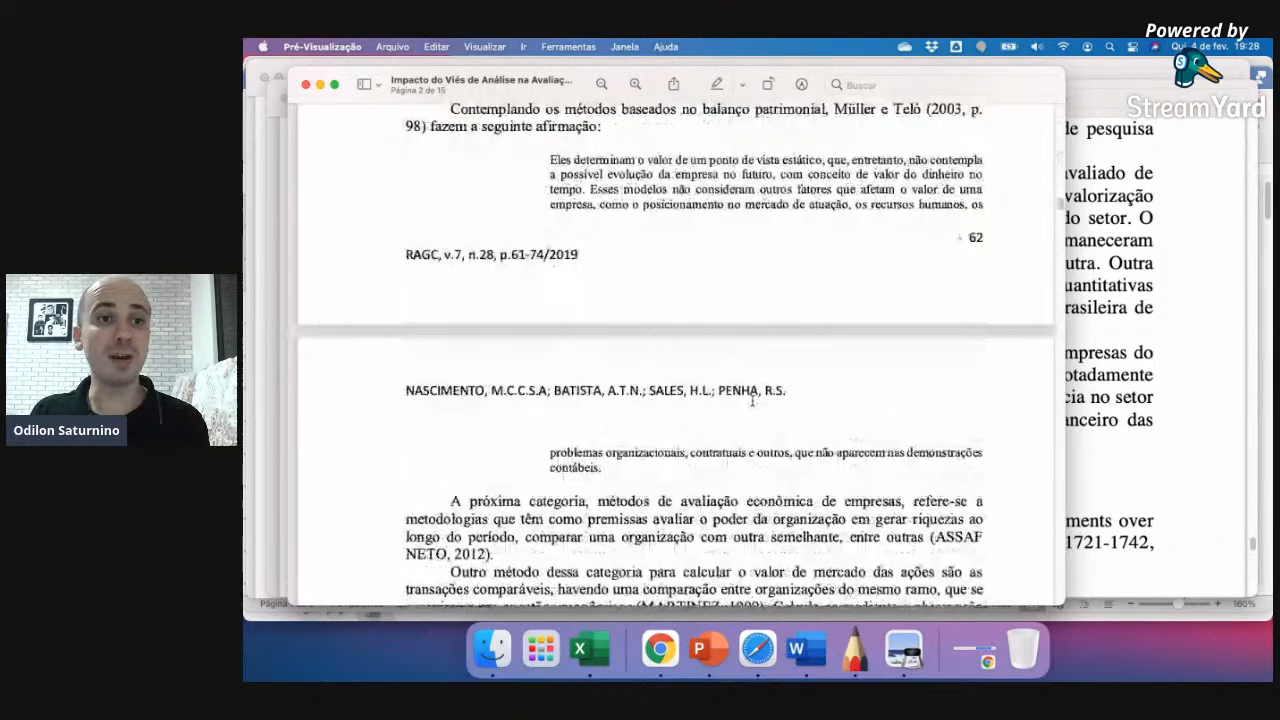 Powered by
StreamYard
Pré-Visualização Arquivo Editar Visualizar Ir Ferramentas Janela Ajuda
Qui. 4 de fev. 19:28
Impacto do Viés de Análise na Avaliaç...
Página 2 de 15
Buscar
Contemplando os métodos baseados no balanço patrimonial, Müller e Teló (2003, p.
98) fazem a seguinte afirmação:
Eles determinam o valor de um ponto de vista estático, que, entretanto, não contempla
a possível evolução da empresa no futuro, com conceito de valor do dinheiro no
tempo. Esses modelos não consideram outros fatores que afetam o valor de uma
empresa, como o posicionamento no mercado de atuação, os recursos humanos, os
62
RAGC, v.7, n.28, p.61-74/2019
NASCIMENTO, M.C.C.S.A; BATISTA, A.T.N.; SALES, H.L.; PENHA, R.S.
problemas organizacionais, contratuais e outros, que não aparecem nas demonstrações
contábeis.
A próxima categoria, métodos de avaliação econômica de empresas, refere-se a
metodologias que têm como premissas avaliar o poder da organização em gerar riquezas ao
longo do período, comparar uma organização com outra semelhante, entre outras (ASSAF
NETO, 2012).
Outro método dessa categoria para calcular o valor de mercado das ações são as
transações comparáveis, havendo uma comparação entre organizações do mesmo ramo, que se
de pesquisa
avaliado de
valorização
do setor. O
maneceram
utra. Outra
uantitativas
rasileira de
mpresas do
otadamente
cia no setor
anceiro das
ments over
1721-1742,
160%
Odilon Saturnino